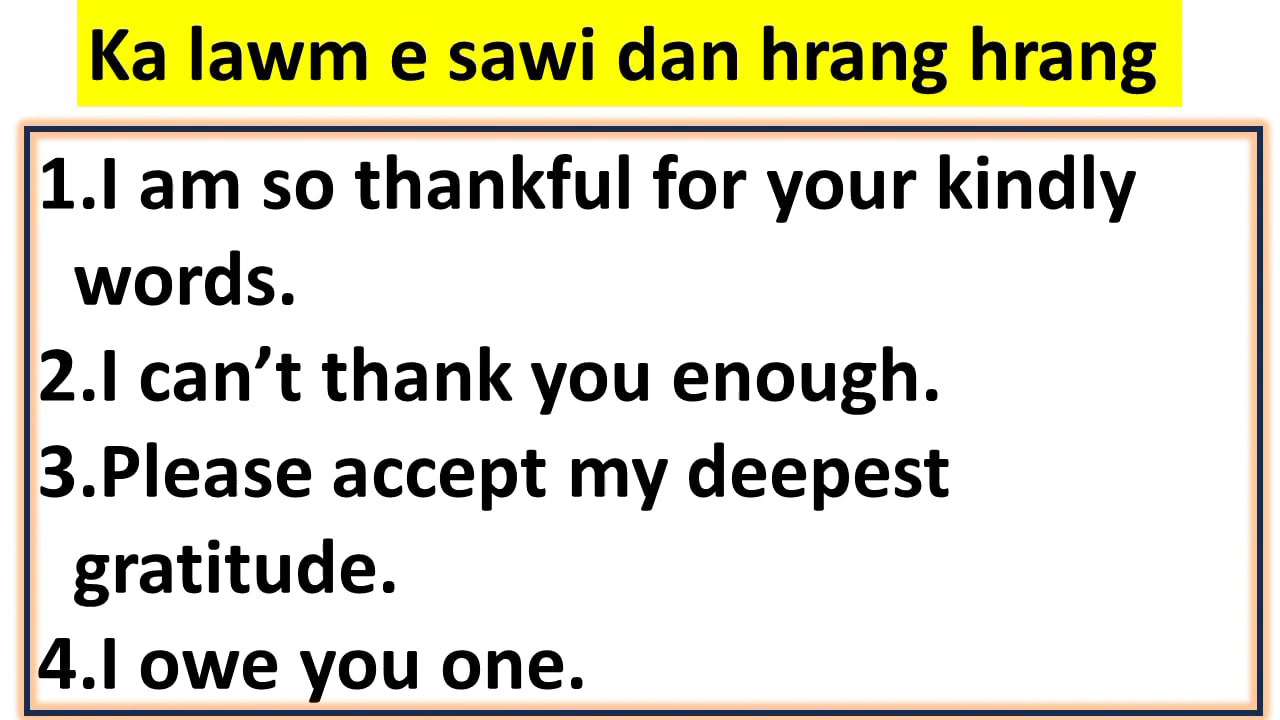 Ka lawm e sawi dan hrang hrang
1.I am so thankful for your kindly
words.
2.I can’t thank you enough.
3.Please accept my deepest
gratitude.
4.I owe you one.